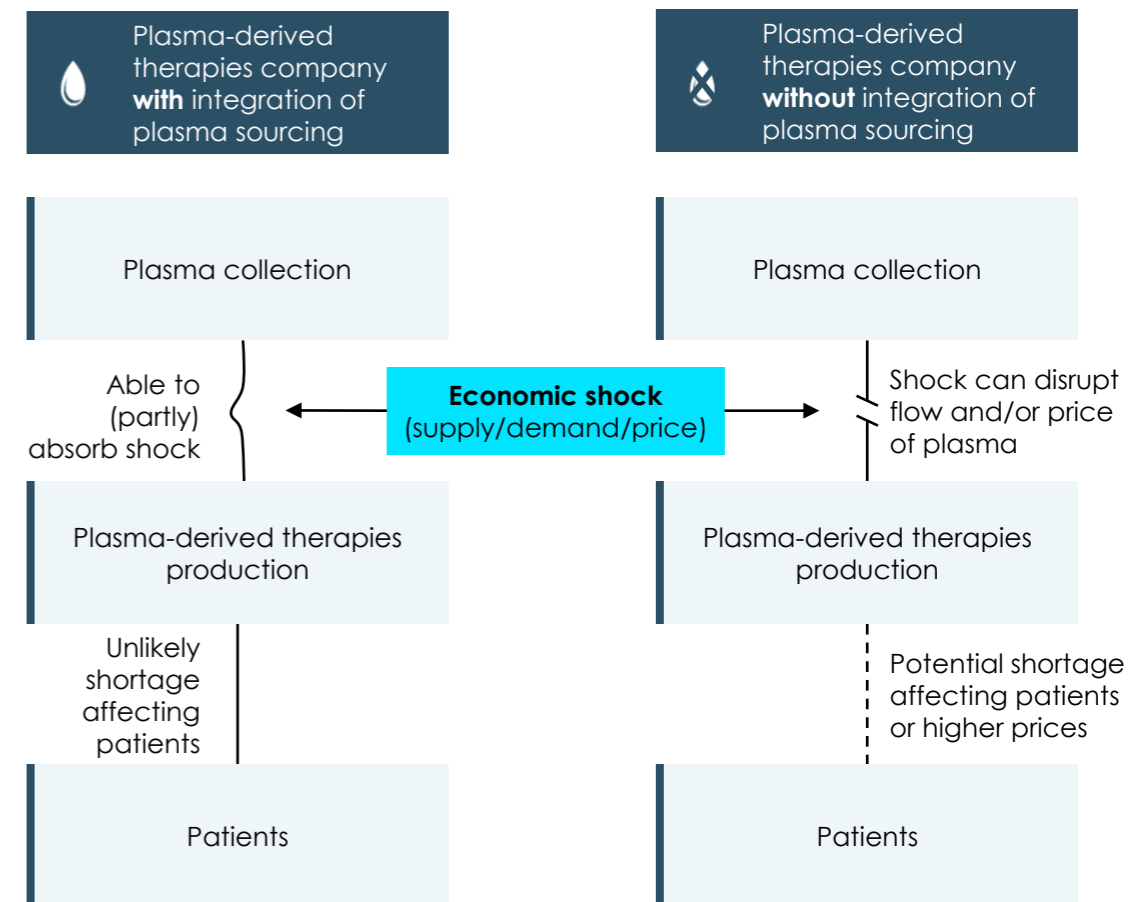 Plasma-derived
therapies company
with integration of
plasma sourcing
Plasma-derived
therapies company
without integration of
plasma sourcing
Plasma collection
Plasma collection
Able to
(partly)
absorb shock
Economic shock
(supply/demand/price)
Shock can disrupt
flow and/or price
of plasma
Plasma-derived therapies
production
Plasma-derived therapies
production
Unlikely
shortage
affecting
patients
Potential shortage
affecting patients
or higher prices
Patients
Patients